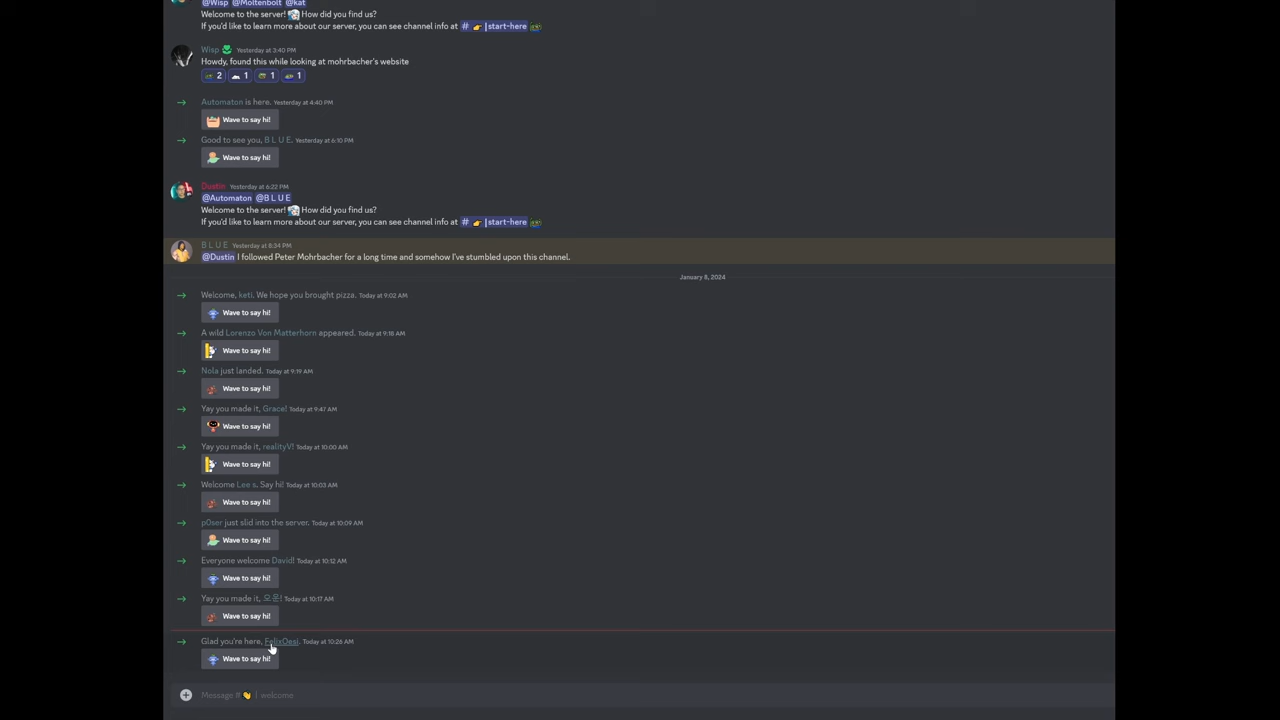 @Wisp @Moltenbolt @kat
Welcome to the server! How did you find us?
If you'd like to learn more about our server, you can see channel info at # 👉 |start-here
Wisp Yesterday at 3:40 PM
Howdy, found this while looking at mohrbacher's website
2 1 1 1
Automaton is here. Yesterday at 4:40 PM
Wave to say hi!
Good to see you, B L U E. Yesterday at 6:10 PM
Wave to say hi!
Dustin Yesterday at 6:22 PM
@Automaton @B L U E
Welcome to the server! How did you find us?
If you'd like to learn more about our server, you can see channel info at # 👉 |start-here
B L U E Yesterday at 8:34 PM
@Dustin I followed Peter Mohrbacher for a long time and somehow I've stumbled upon this channel.
January 8, 2024
Welcome, keti. We hope you brought pizza. Today at 9:02 AM
Wave to say hi!
A wild Lorenzo Von Matterhorn appeared. Today at 9:18 AM
Wave to say hi!
Nola just landed. Today at 9:19 AM
Wave to say hi!
Yay you made it, Grace! Today at 9:47 AM
Wave to say hi!
Yay you made it, realityV! Today at 10:00 AM
Wave to say hi!
Welcome Lee s. Say hi! Today at 10:03 AM
Wave to say hi!
p0ser just slid into the server. Today at 10:09 AM
Wave to say hi!
Everyone welcome David! Today at 10:12 AM
Wave to say hi!
Yay you made it, 오운! Today at 10:17 AM
Wave to say hi!
Glad you're here, Today at 10:26 AM
Wave to say hi!
Message # 👋 | welcome